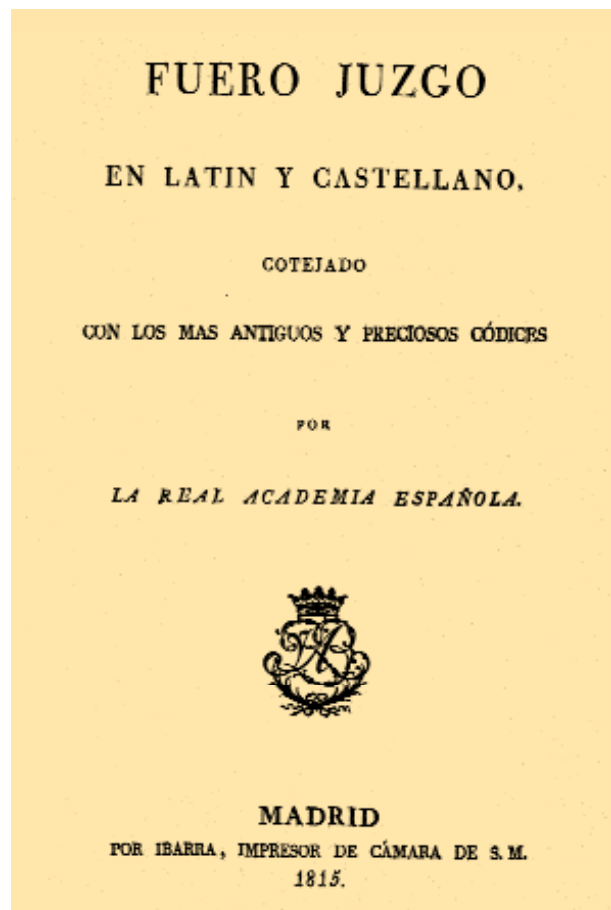 FUERO JUZGO
EN LATIN Y CASTELLANO,
COTEJADO
CON LOS MAS ANTIGUOS Y PRECIOSOS CÓDICES
POR
LA REAL ACADEMIA ESPAÑOLA.
MADRID
POR IBARRA, IMPRESOR DE CÁMARA DE S. M.
1815.